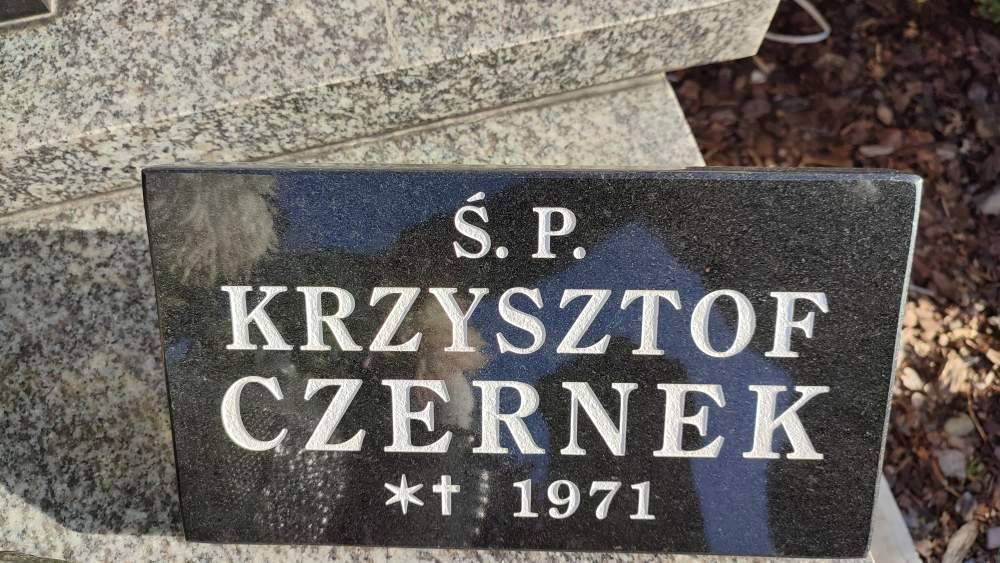 Ś. P.
KRZYSZTOF
CZERNEK
*† 1971